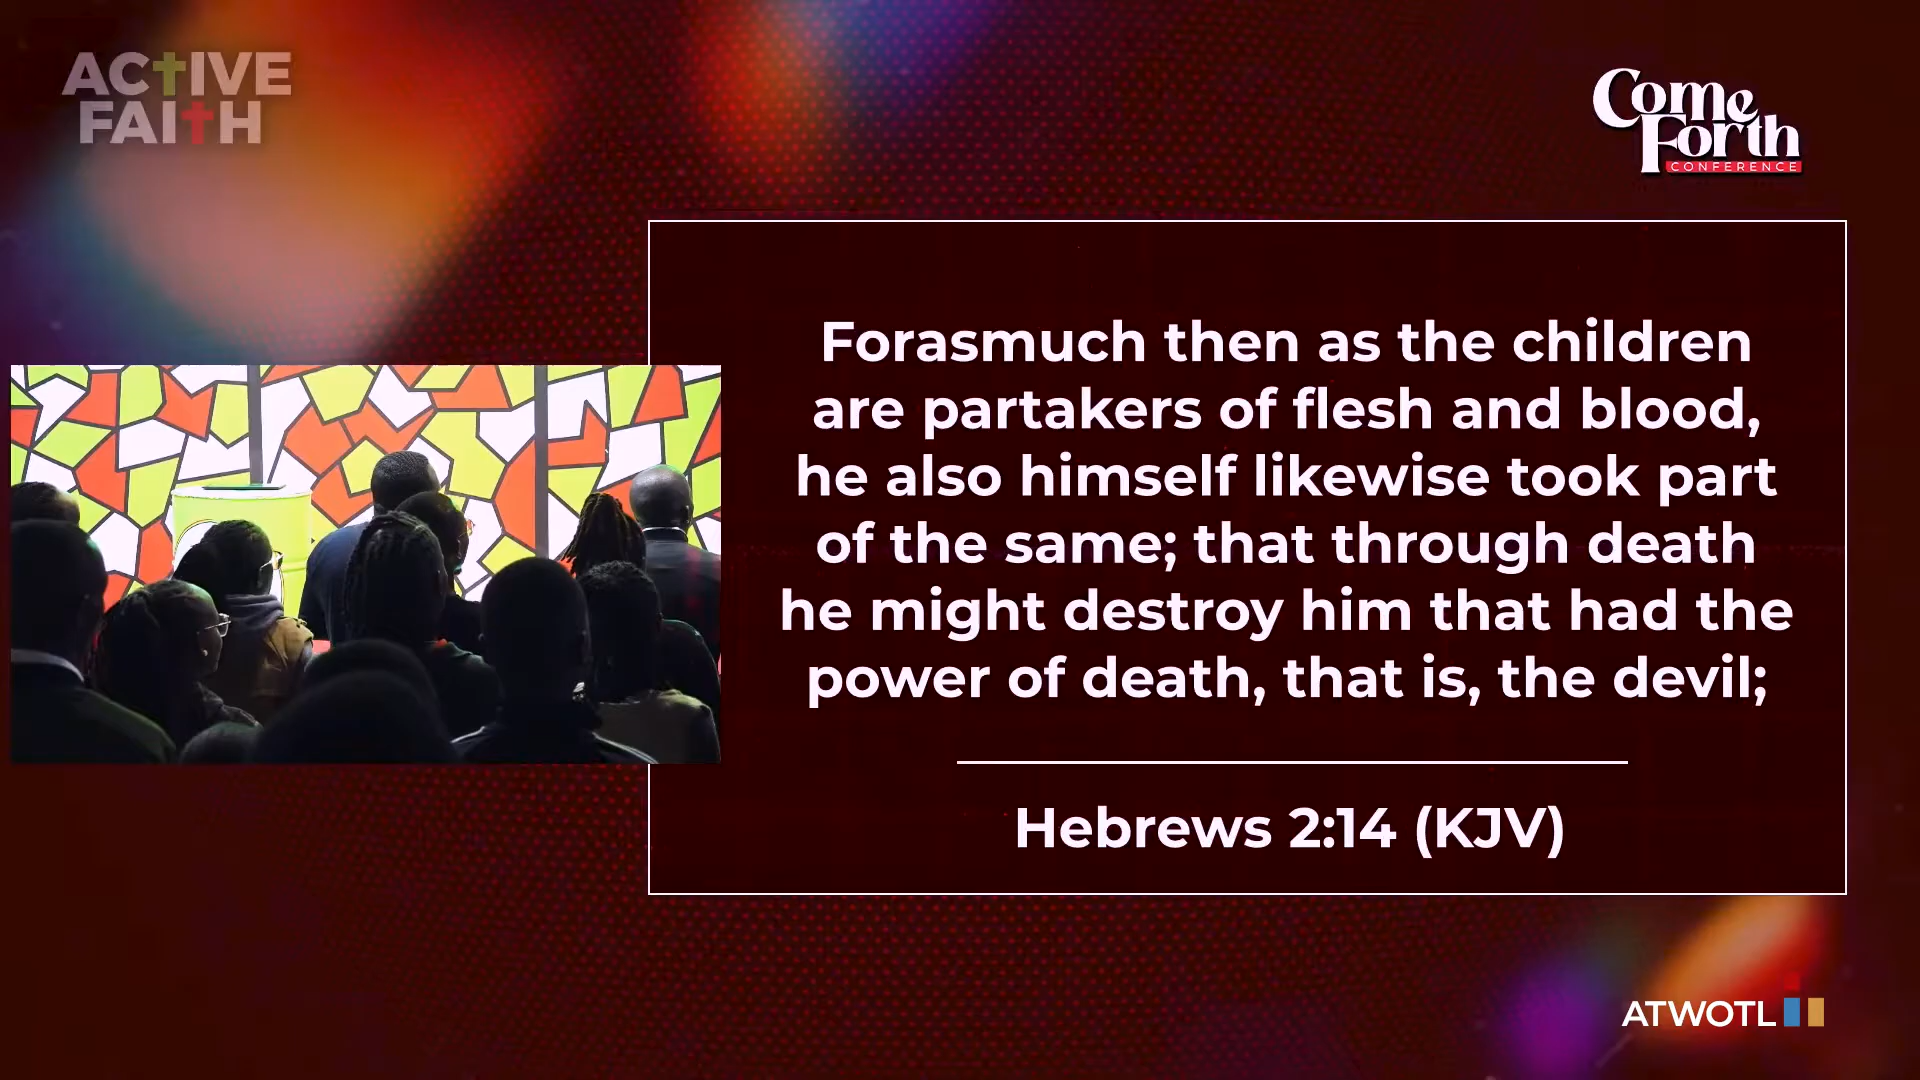 ACTIVE
FAITH
Come
Forth
CONFERENCE
Forasmuch then as the children
are partakers of flesh and blood,
he also himself likewise took part
of the same; that through death
he might destroy him that had the
power of death, that is, the devil;
Hebrews 2:14 (KJV)
ATWOTL